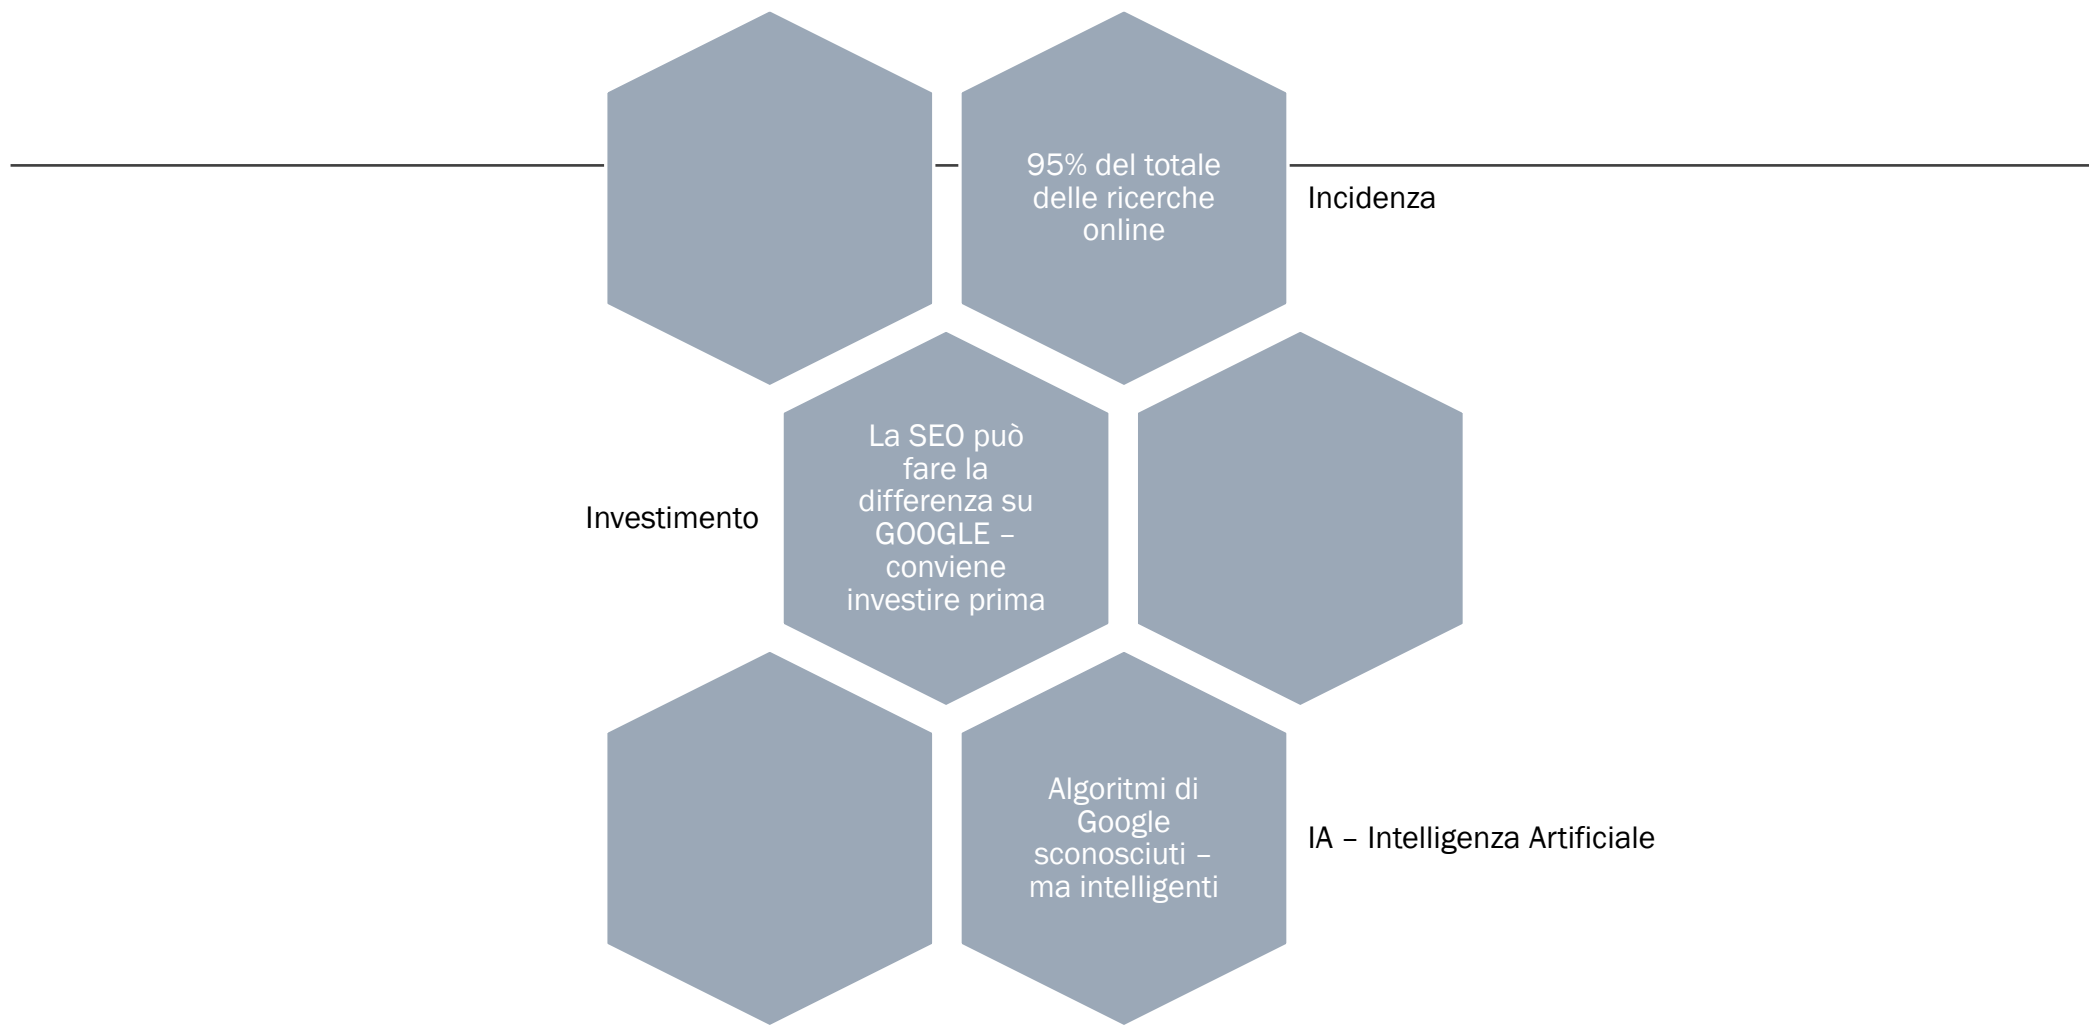 95% del totale
delle ricerche
online
Incidenza
Investimento
La SEO può
fare la
differenza su
GOOGLE –
conviene
investire prima
Algoritmi di
Google
sconosciuti –
ma intelligenti
IA – Intelligenza Artificiale